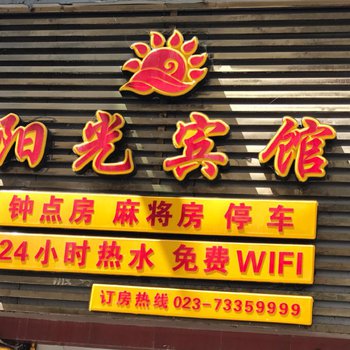 阳光宾馆
钟点房 麻将房 停车
24小时热水 免费WIFI
订房热线 023-73359999